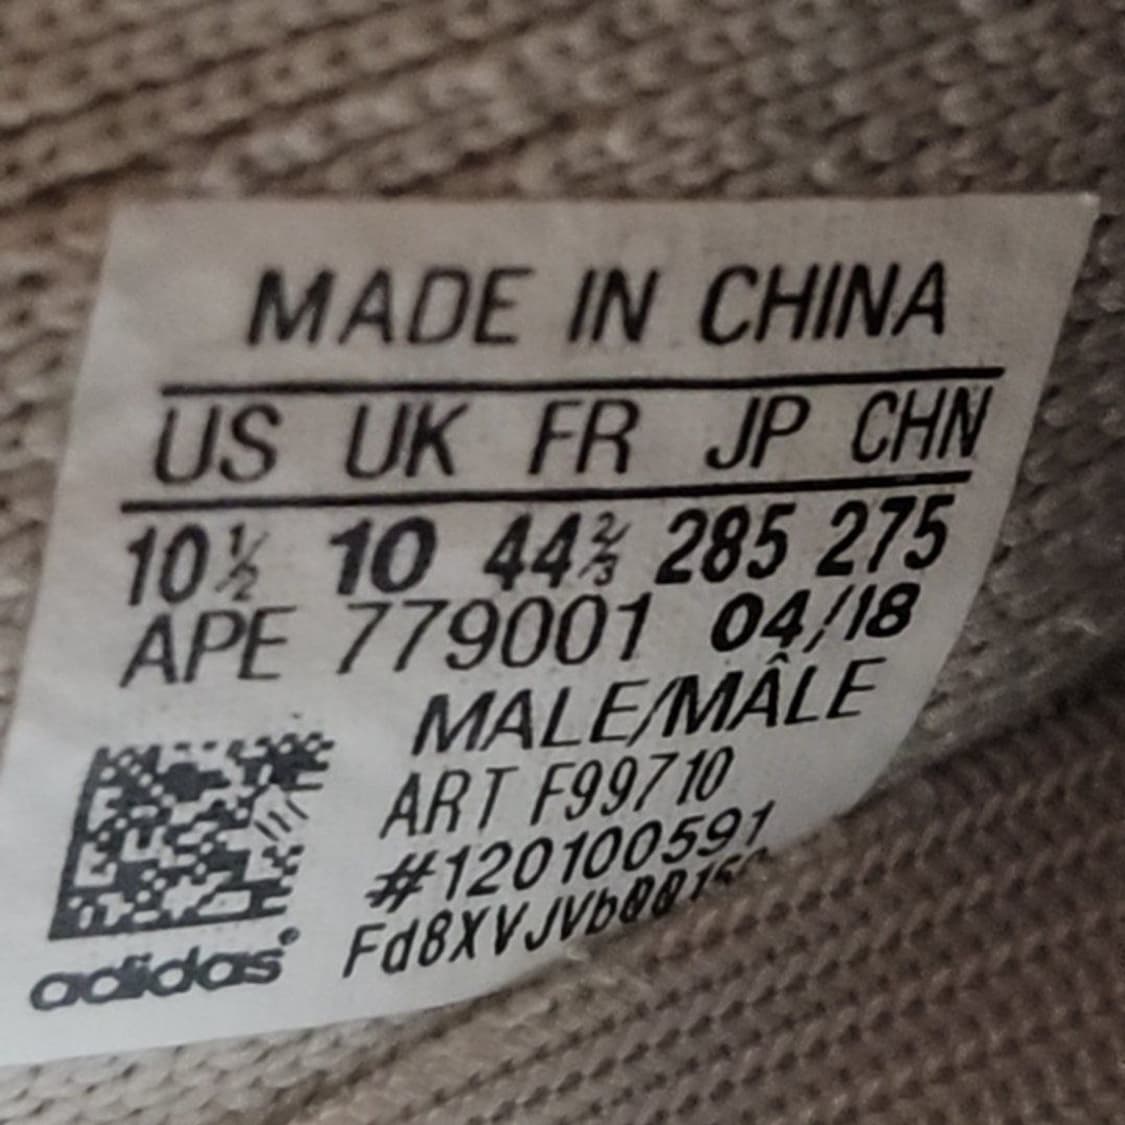 MADE IN CHINA
US UK FR JP CHN
10½ 10 44⅔ 285 275
APE 779001 04/18
MALE/MÂLE
ART F99710
#120100591
adidas